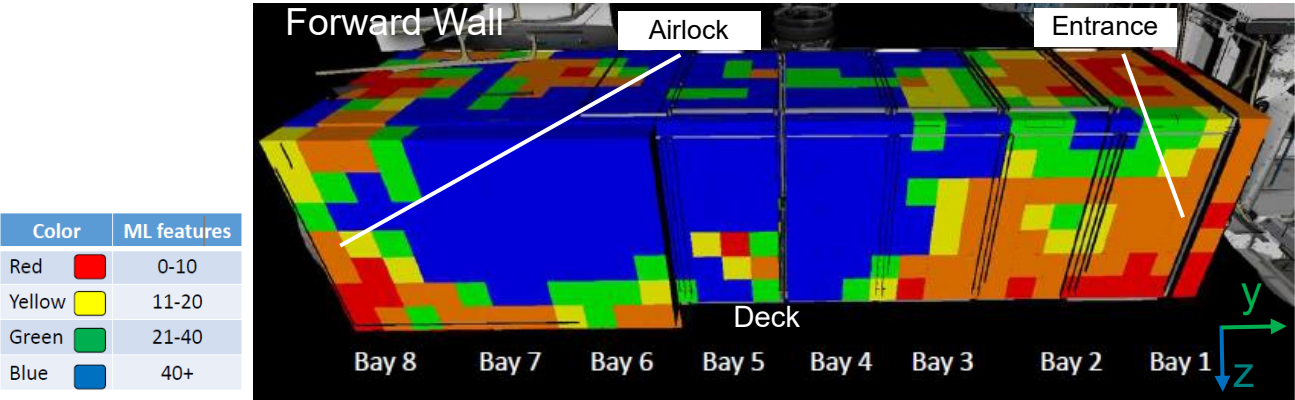 Forward Wall
Airlock
Entrance
Color ML features
Red 0-10
Yellow 11-20
Green 21-40
Blue 40+
Deck
y
z
Bay 8 Bay 7 Bay 6 Bay 5 Bay 4 Bay 3 Bay 2 Bay 1